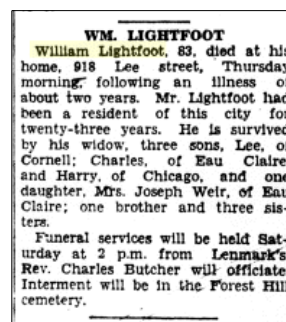 WM. LIGHTFOOT
William Lightfoot, 83, died at his
home, 918 Lee street, Thursday
morning, following an illness of
about two years. Mr. Lightfoot had
been a resident of this city for
twenty-three years. He is survived
by his widow, three sons, Lee, of
Cornell; Charles, of Eau Claire
and Harry, of Chicago, and one
daughter, Mrs. Joseph Weir, of Eau
Claire; one brother and three sis-
ters.
Funeral services will be held Sat-
urday at 2 p.m. from Lenmark's
Rev. Charles Butcher will officiate
Interment will be in the Forest Hill
cemetery.